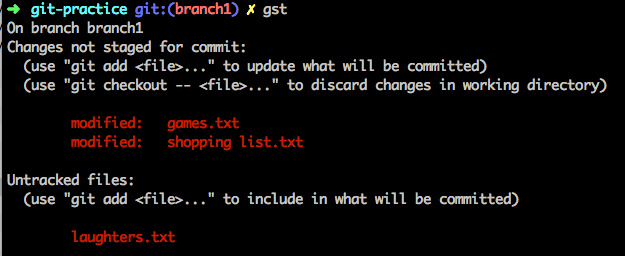 ➜ git-practice git:(branch1) ✗ gst
On branch branch1
Changes not staged for commit:
  (use "git add <file>..." to update what will be committed)
  (use "git checkout -- <file>..." to discard changes in working directory)

        modified:   games.txt
        modified:   shopping list.txt

Untracked files:
  (use "git add <file>..." to include in what will be committed)

        laughters.txt